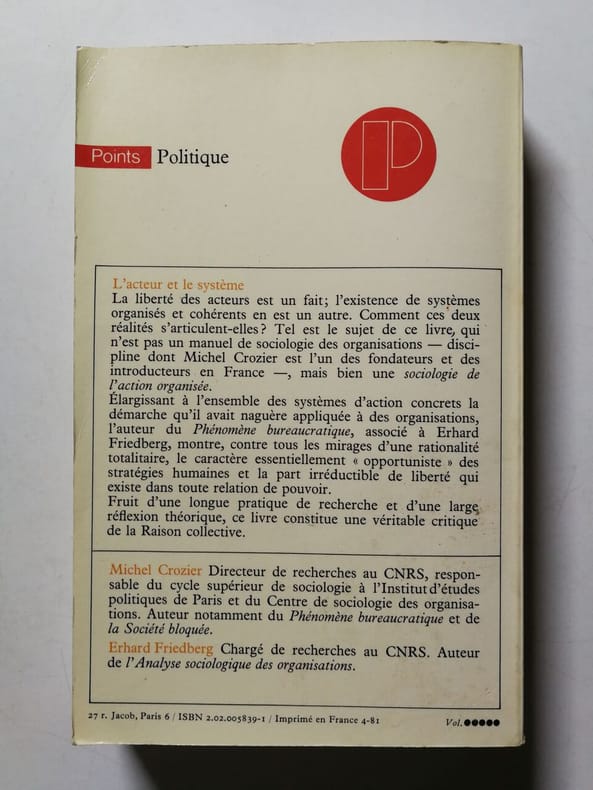 P
Points Politique
L'acteur et le système
La liberté des acteurs est un fait; l'existence de systèmes
organisés et cohérents en est un autre. Comment ces deux
réalités s'articulent-elles? Tel est le sujet de ce livre, qui
n'est pas un manuel de sociologie des organisations — disci-
pline dont Michel Crozier est l'un des fondateurs et des
introducteurs en France —, mais bien une sociologie de
l'action organisée.
Élargissant à l'ensemble des systèmes d'action concrets la
démarche qu'il avait naguère appliquée à des organisations,
l'auteur du Phénomène bureaucratique, associé à Erhard
Friedberg, montre, contre tous les mirages d'une rationalité
totalitaire, le caractère essentiellement « opportuniste » des
stratégies humaines et la part irréductible de liberté qui
existe dans toute relation de pouvoir.
Fruit d'une longue pratique de recherche et d'une large
réflexion théorique, ce livre constitue une véritable critique
de la Raison collective.
Michel Crozier Directeur de recherches au CNRS, respon-
sable du cycle supérieur de sociologie à l'Institut d'études
politiques de Paris et du Centre de sociologie des organisa-
tions. Auteur notamment du Phénomène bureaucratique et de
la Société bloquée.
Erhard Friedberg Chargé de recherches au CNRS. Auteur
de l'Analyse sociologique des organisations.
27 r. Jacob, Paris 6 / ISBN 2.02.005839-1 / Imprimé en France 4-81 Vol.●●●●●